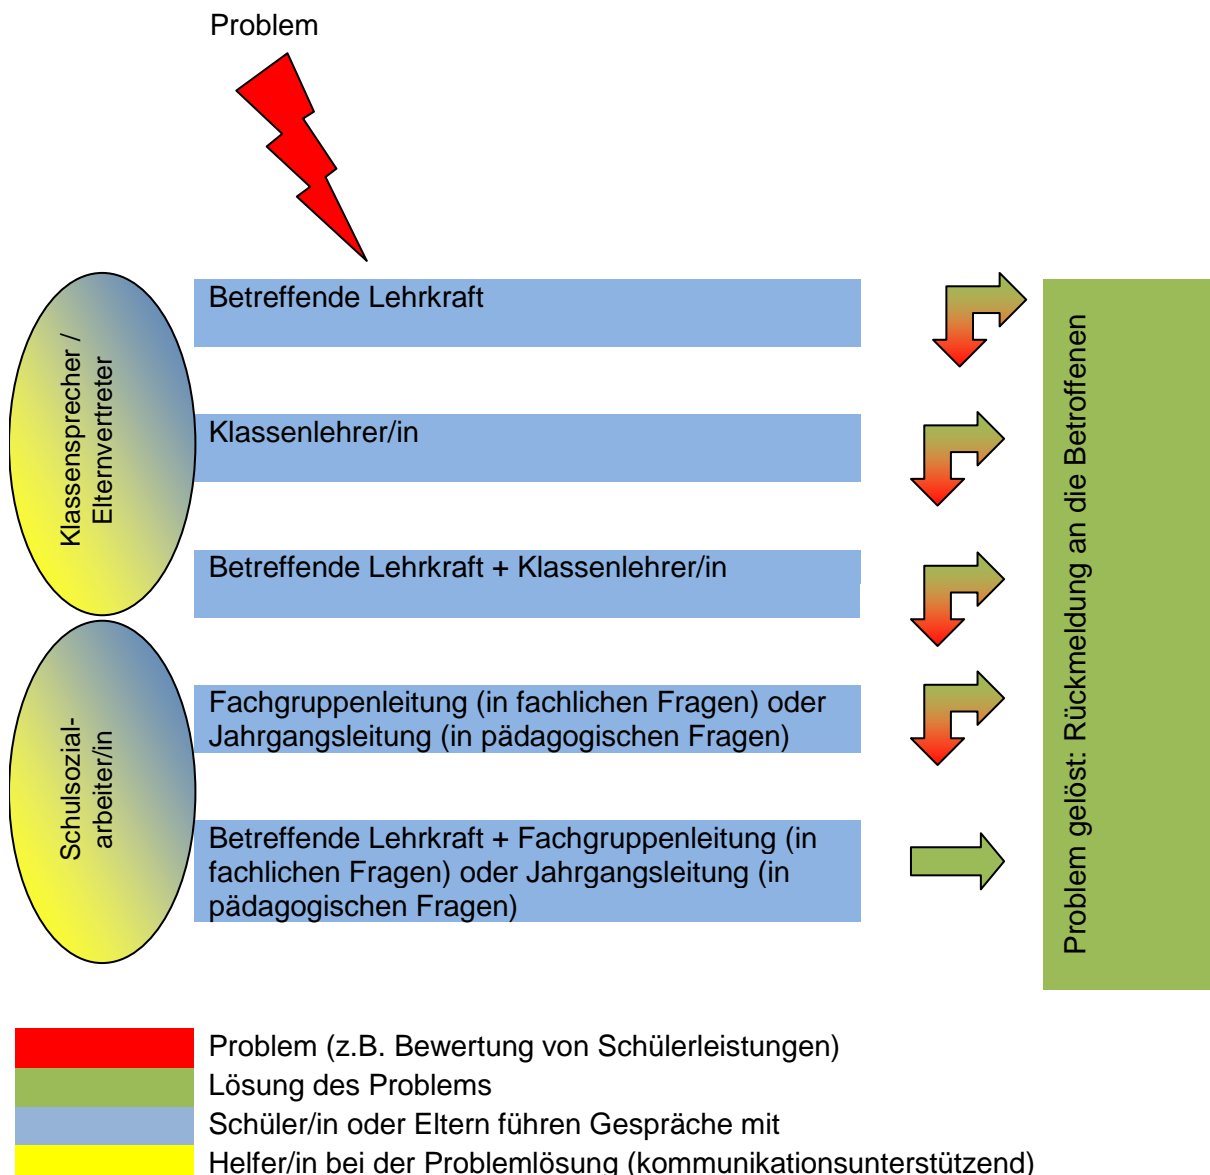 Problem
Klassensprecher /
Elternvertreter
Betreffende Lehrkraft
Klassenlehrer/in
Betreffende Lehrkraft + Klassenlehrer/in
Schulsozial-
arbeiter/in
Fachgruppenleitung (in fachlichen Fragen) oder
Jahrgangsleitung (in pädagogischen Fragen)
Betreffende Lehrkraft + Fachgruppenleitung (in
fachlichen Fragen) oder Jahrgangsleitung (in
pädagogischen Fragen)
Problem gelöst: Rückmeldung an die Betroffenen
Problem (z.B. Bewertung von Schülerleistungen)
Lösung des Problems
Schüler/in oder Eltern führen Gespräche mit
Helfer/in bei der Problemlösung (kommunikationsunterstützend)